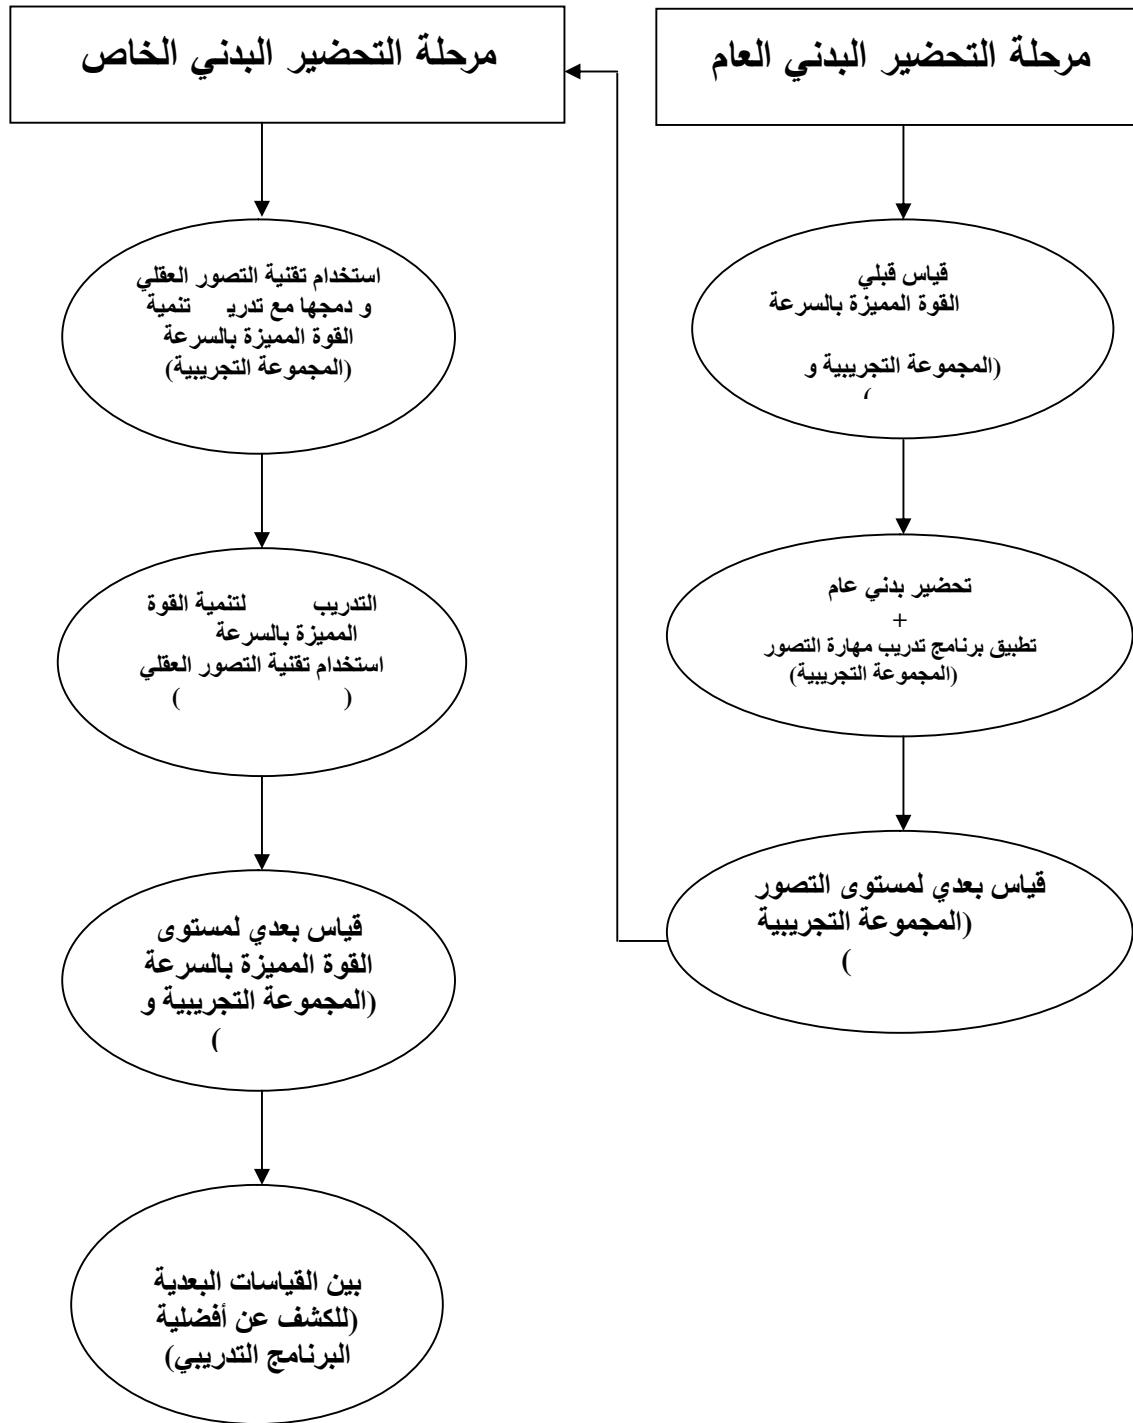 مرحلة التحضير البدني العام
قياس قبلي
القوة المميزة بالسرعة
(المجموعة التجريبية و
)
تحضير بدني عام
+
تطبيق برنامج تدريب مهارة التصور
(المجموعة التجريبية)
قياس بعدي لمستوى التصور
(المجموعة التجريبية
)
مرحلة التحضير البدني الخاص
استخدام تقنية التصور العقلي
و دمجها مع تدريـ تنمية
القوة المميزة بالسرعة
(المجموعة التجريبية)
التدريب لتنمية القوة
المميزة بالسرعة
استخدام تقنية التصور العقلي
( )
قياس بعدي لمستوى
القوة المميزة بالسرعة
(المجموعة التجريبية و
)
بين القياسات البعدية
(للكشف عن أفضلية
البرنامج التدريبي)